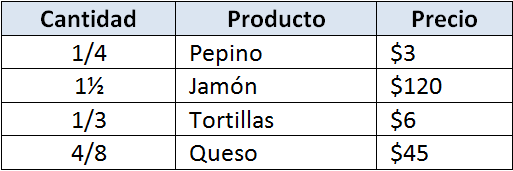 Cantidad Producto Precio
1/4 Pepino $3
1½ Jamón $120
1/3 Tortillas $6
4/8 Queso $45